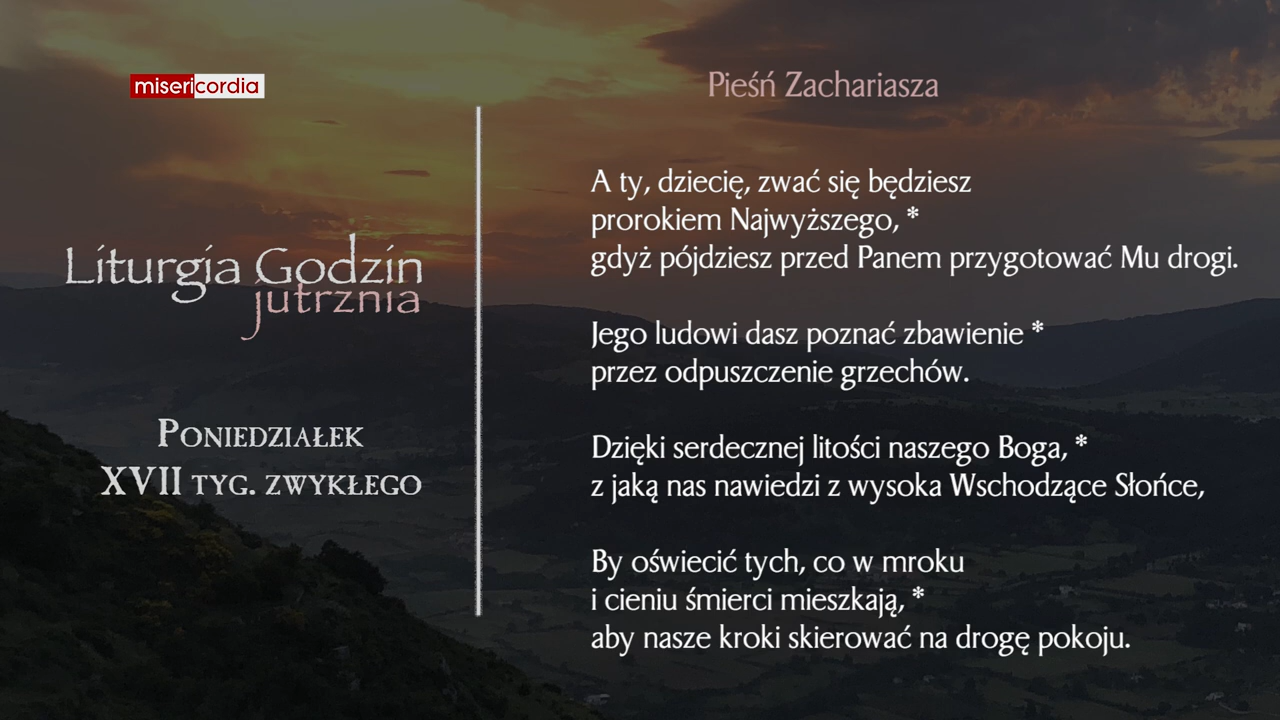 misericordia
Liturgia Godzin
jutrznia
Poniedziałek
XVII tyg. zwykłego
Pieśń Zachariasza
A ty, dziecię, zwać się będziesz
prorokiem Najwyższego, *
gdyż pójdziesz przed Panem przygotować Mu drogi.
Jego ludowi dasz poznać zbawienie *
przez odpuszczenie grzechów.
Dzięki serdecznej litości naszego Boga, *
z jaką nas nawiedzi z wysoka Wschodzące Słońce,
By oświecić tych, co w mroku
i cieniu śmierci mieszkają, *
aby nasze kroki skierować na drogę pokoju.